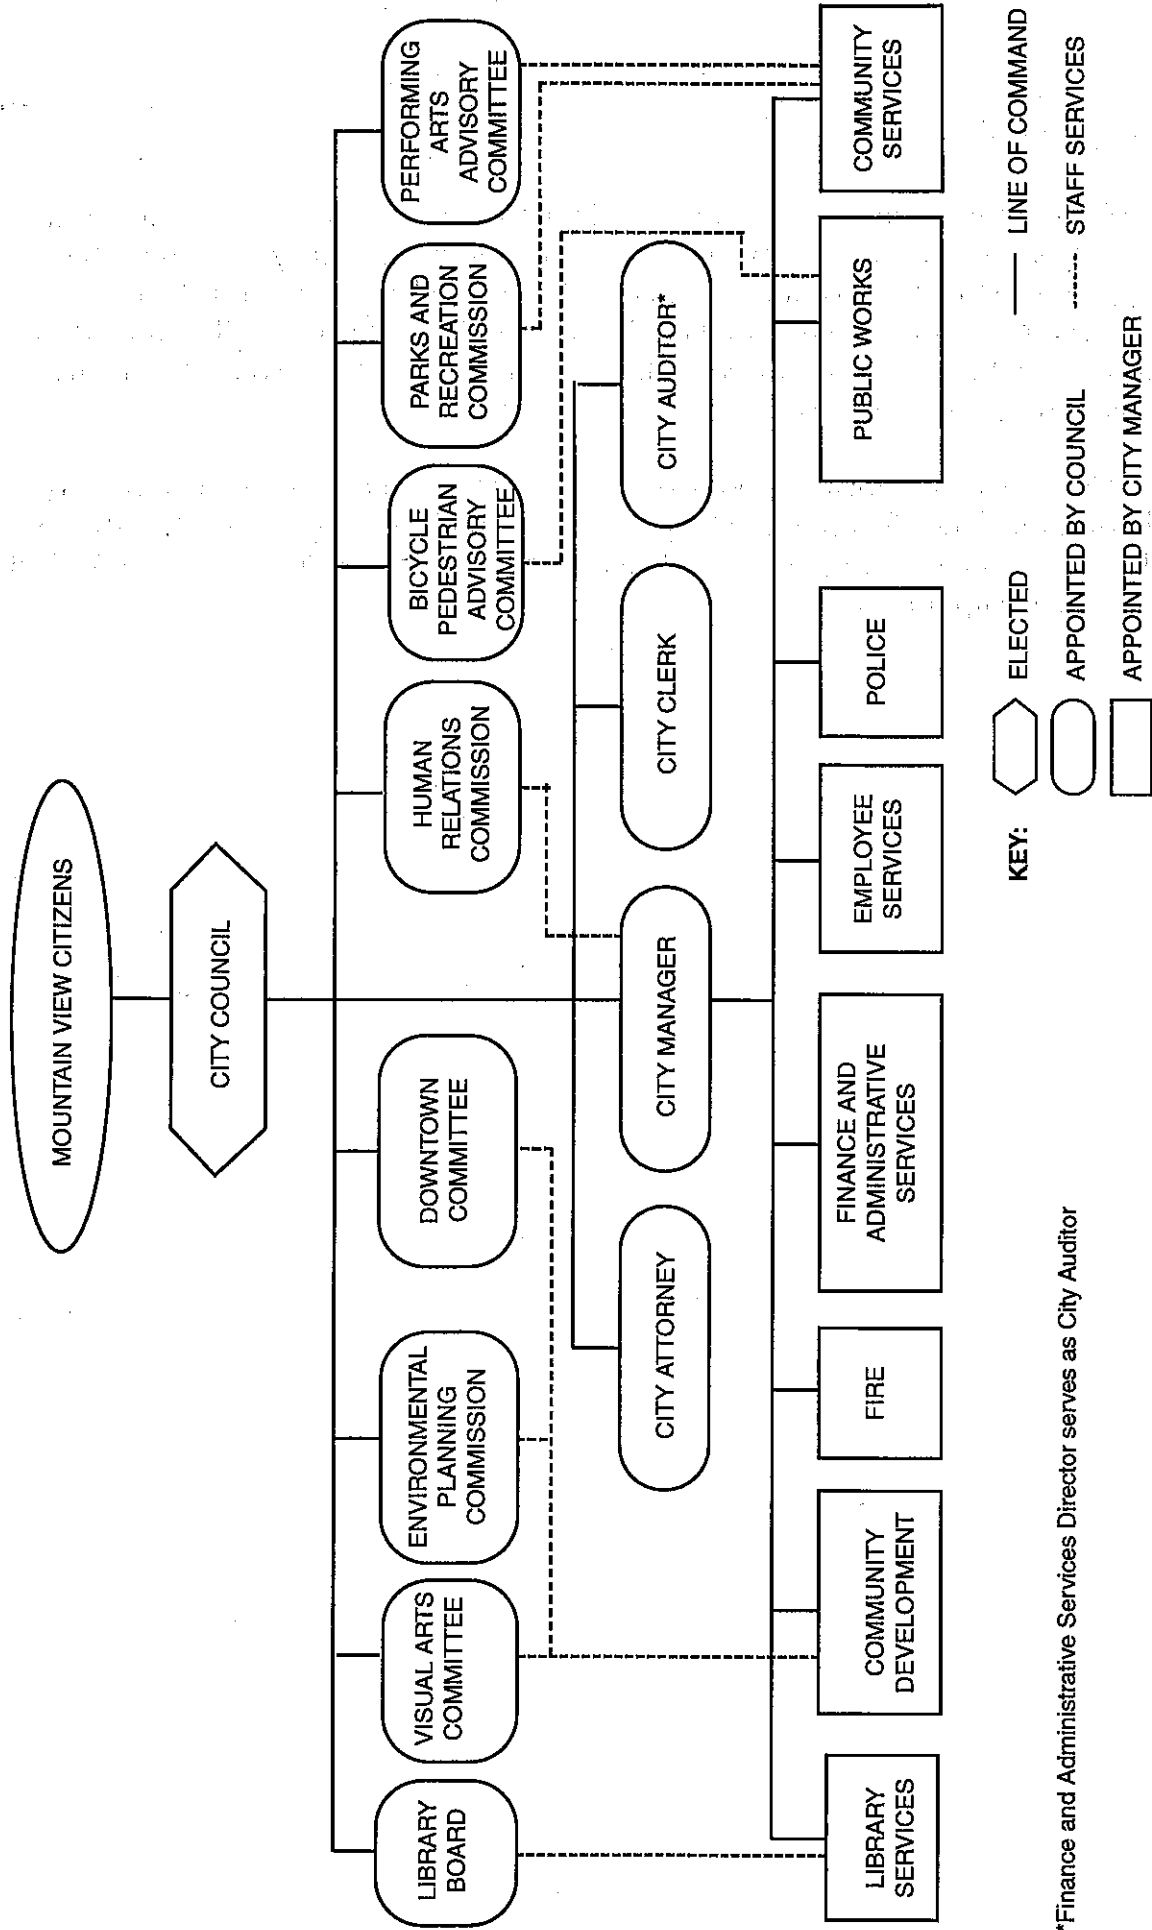 MOUNTAIN VIEW CITIZENS
CITY COUNCIL
LIBRARY
BOARD
VISUAL ARTS
COMMITTEE
ENVIRONMENTAL
PLANNING
COMMISSION
DOWNTOWN
COMMITTEE
HUMAN
RELATIONS
COMMISSION
BICYCLE
PEDESTRIAN
ADVISORY
COMMITTEE
PARKS AND
RECREATION
COMMISSION
PERFORMING
ARTS
ADVISORY
COMMITTEE
CITY ATTORNEY
CITY MANAGER
CITY CLERK
CITY AUDITOR*
LIBRARY
SERVICES
COMMUNITY
DEVELOPMENT
FIRE
FINANCE AND
ADMINISTRATIVE
SERVICES
EMPLOYEE
SERVICES
POLICE
PUBLIC WORKS
COMMUNITY
SERVICES
KEY:
ELECTED
LINE OF COMMAND
APPOINTED BY COUNCIL
STAFF SERVICES
APPOINTED BY CITY MANAGER
*Finance and Administrative Services Director serves as City Auditor